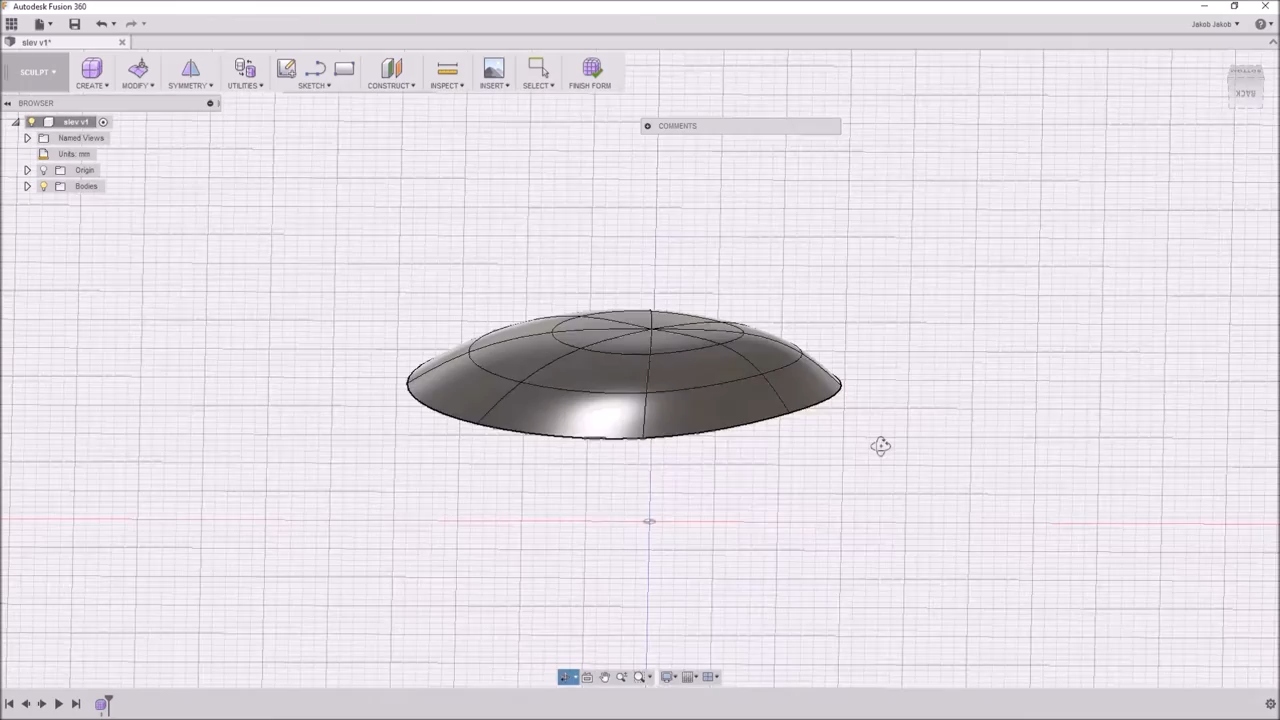 Autodesk Fusion 360
Jakob Jakob
slev v1*
SCULPT
CREATE
MODIFY
SYMMETRY
UTILITIES
SKETCH
CONSTRUCT
INSPECT
INSERT
SELECT
FINISH FORM
BROWSER
slev v1
Named Views
Units: mm
Origin
Bodies
COMMENTS
BACK